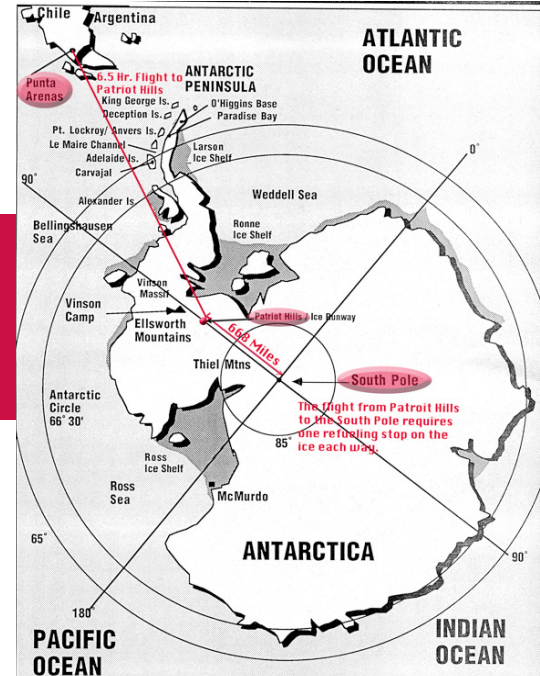 Chile
Argentina
ATLANTIC
OCEAN
Punta
Arenas
6.5 Hr. Flight to
Patriot Hills
ANTARCTIC
PENINSULA
King George Is.
O'Higgins Base
Deception Is.
Paradise Bay
Pt. Lockroy/Anvers Is.
Le Maire Channel
Adelaide Is.
Carvajal
Larson
Ice Shelf
0°
90°
Alexander Is
Weddell Sea
Bellingshausen
Sea
Ronne
Ice Shelf
Vinson
Massif
Vinson
Camp
Ellsworth
Mountains
Patriot Hills / Ice Runway
668 Miles
Thiel Mtns
South Pole
Antarctic
Circle
66° 30'
The flight from Patroit Hills
to the South Pole requires
one refueling stop on the
ice each way.
85°
Ross
Ice Shelf
Ross
Sea
McMurdo
65°
ANTARCTICA
90°
180°
PACIFIC
OCEAN
INDIAN
OCEAN